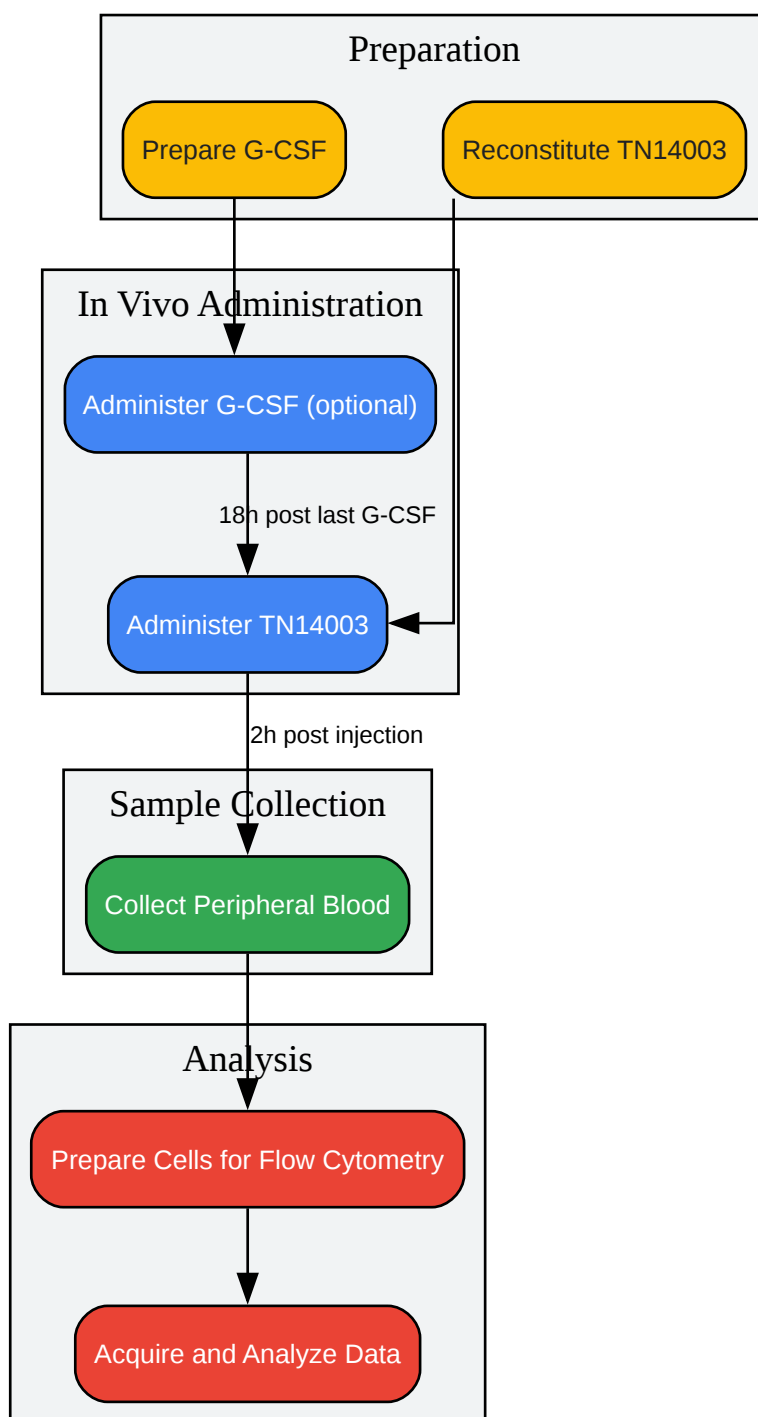 Preparation
Prepare G-CSF
Reconstitute TN14003
In Vivo Administration
Administer G-CSF (optional)
18h post last G-CSF
Administer TN14003
2h post injection
Sample Collection
Collect Peripheral Blood
Analysis
Prepare Cells for Flow Cytometry
Acquire and Analyze Data